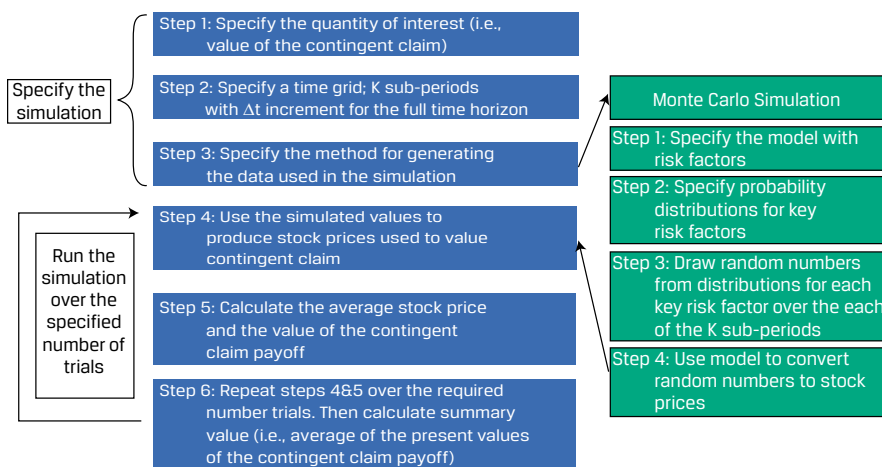 Specify the
simulation
Step 1: Specify the quantity of interest (i.e.,
value of the contingent claim)
Step 2: Specify a time grid; K sub-periods
with Δt increment for the full time horizon
Step 3: Specify the method for generating
the data used in the simulation
Run the
simulation
over the
specified
number of
trials
Step 4: Use the simulated values to
produce stock prices used to value
contingent claim
Step 5: Calculate the average stock price
and the value of the contingent
claim payoff
Step 6: Repeat steps 4&5 over the required
number trials. Then calculate summary
value (i.e., average of the present values
of the contingent claim payoff)
Monte Carlo Simulation
Step 1: Specify the model with
risk factors
Step 2: Specify probability
distributions for key
risk factors
Step 3: Draw random numbers
from distributions for each
key risk factor over the each
of the K sub-periods
Step 4: Use model to convert
random numbers to stock
prices